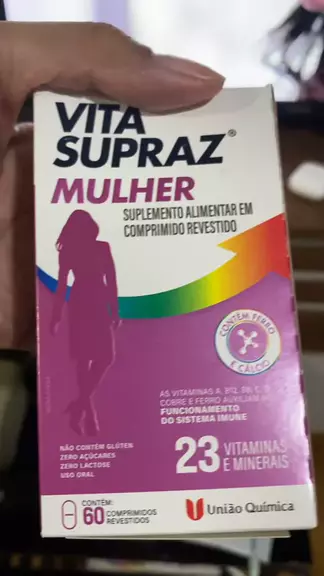 VITA
SUPRAZ®
MULHER
SUPLEMENTO ALIMENTAR EM
COMPRIMIDO REVESTIDO
CONTÉM FERRO
E CÁLCIO
AS VITAMINAS A, B12, B6, C, D
COBRE E FERRO AUXILIAM
FUNCIONAMENTO
DO SISTEMA IMUNE
23 VITAMINAS
E MINERAIS
NÃO CONTÉM GLÚTEN
ZERO AÇÚCARES
ZERO LACTOSE
USO ORAL
CONTÉM:
60 COMPRIMIDOS
REVESTIDOS
União Química